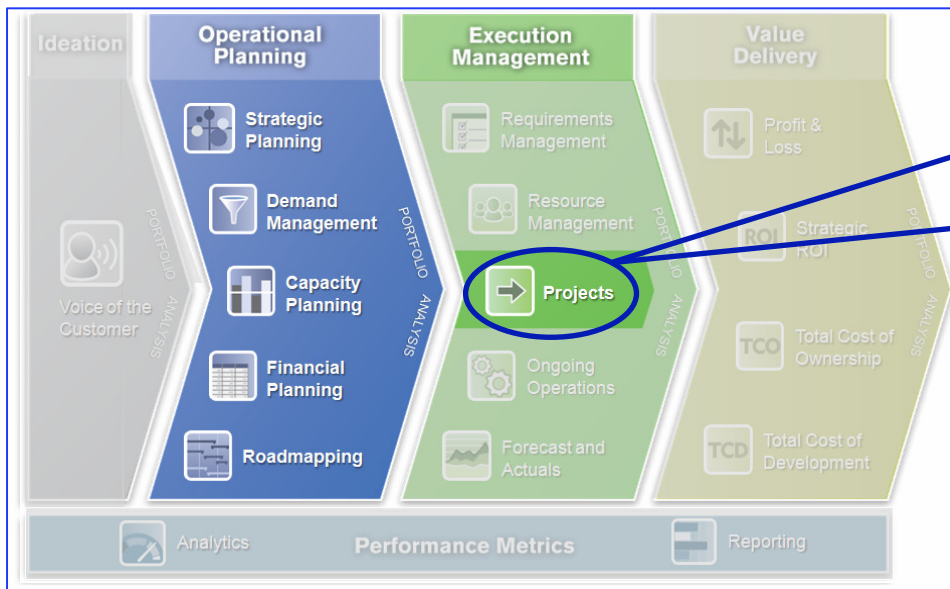 Ideation
Voice of the
Customer
PORTFOLIO ANALYSIS
Operational
Planning
Strategic
Planning
Demand
Management
Capacity
Planning
Financial
Planning
Roadmapping
PORTFOLIO ANALYSIS
Execution
Management
Requirements
Management
Resource
Management
Projects
Ongoing
Operations
Forecast and
Actuals
PORTFOLIO ANALYSIS
Value
Delivery
Profit &
Loss
ROI
Strategic
ROI
TCO
Total Cost of
Ownership
TCD
Total Cost of
Development
PORTFOLIO ANALYSIS
Analytics
Performance Metrics
Reporting